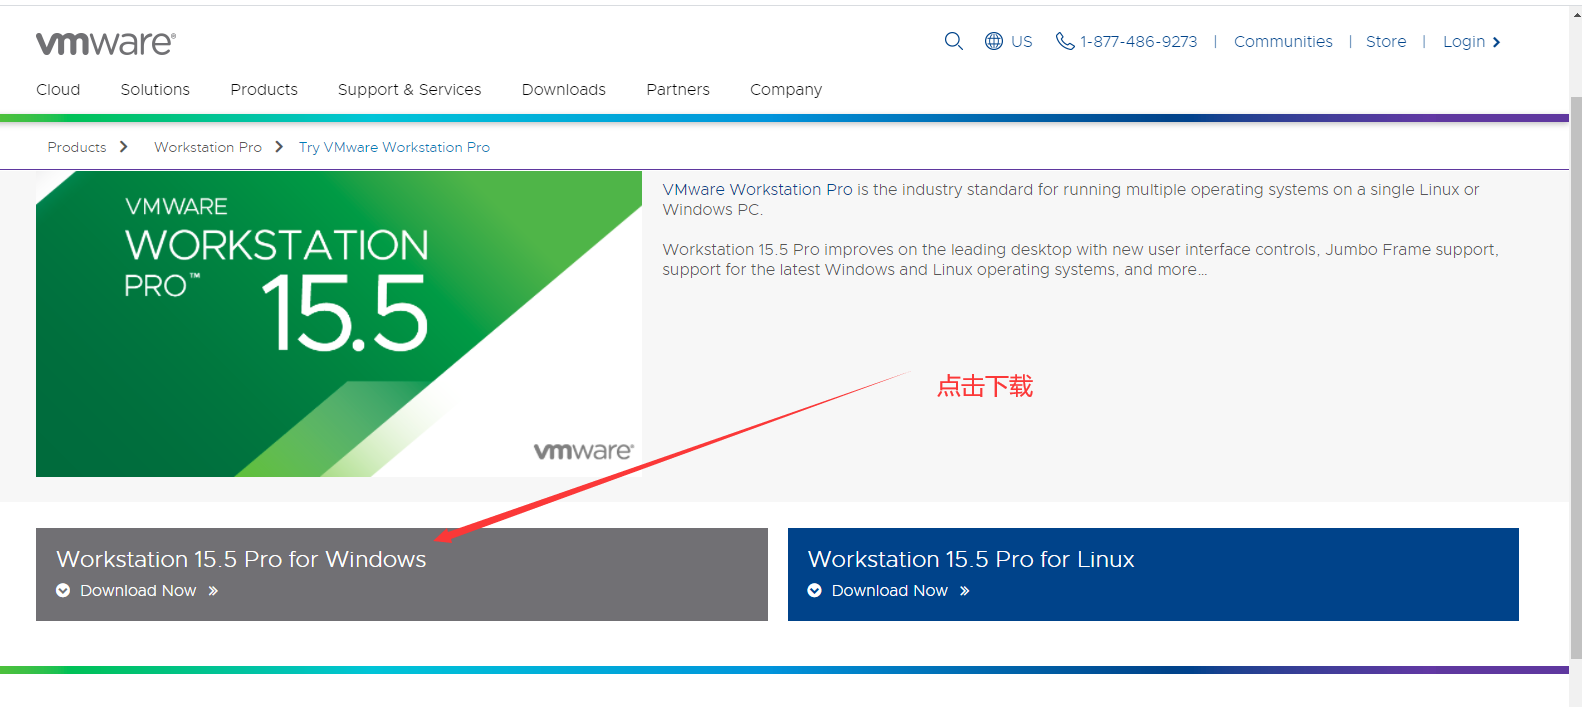 vmware®
US
1-877-486-9273 | Communities | Store | Login
Cloud Solutions Products Support & Services Downloads Partners Company
Products Workstation Pro Try VMware Workstation Pro
VMWARE
WORKSTATION
PRO™
15.5
vmware®
VMware Workstation Pro is the industry standard for running multiple operating systems on a single Linux or
Windows PC.
Workstation 15.5 Pro improves on the leading desktop with new user interface controls, Jumbo Frame support,
support for the latest Windows and Linux operating systems, and more...
点击下载
Workstation 15.5 Pro for Windows
Download Now »
Workstation 15.5 Pro for Linux
Download Now »